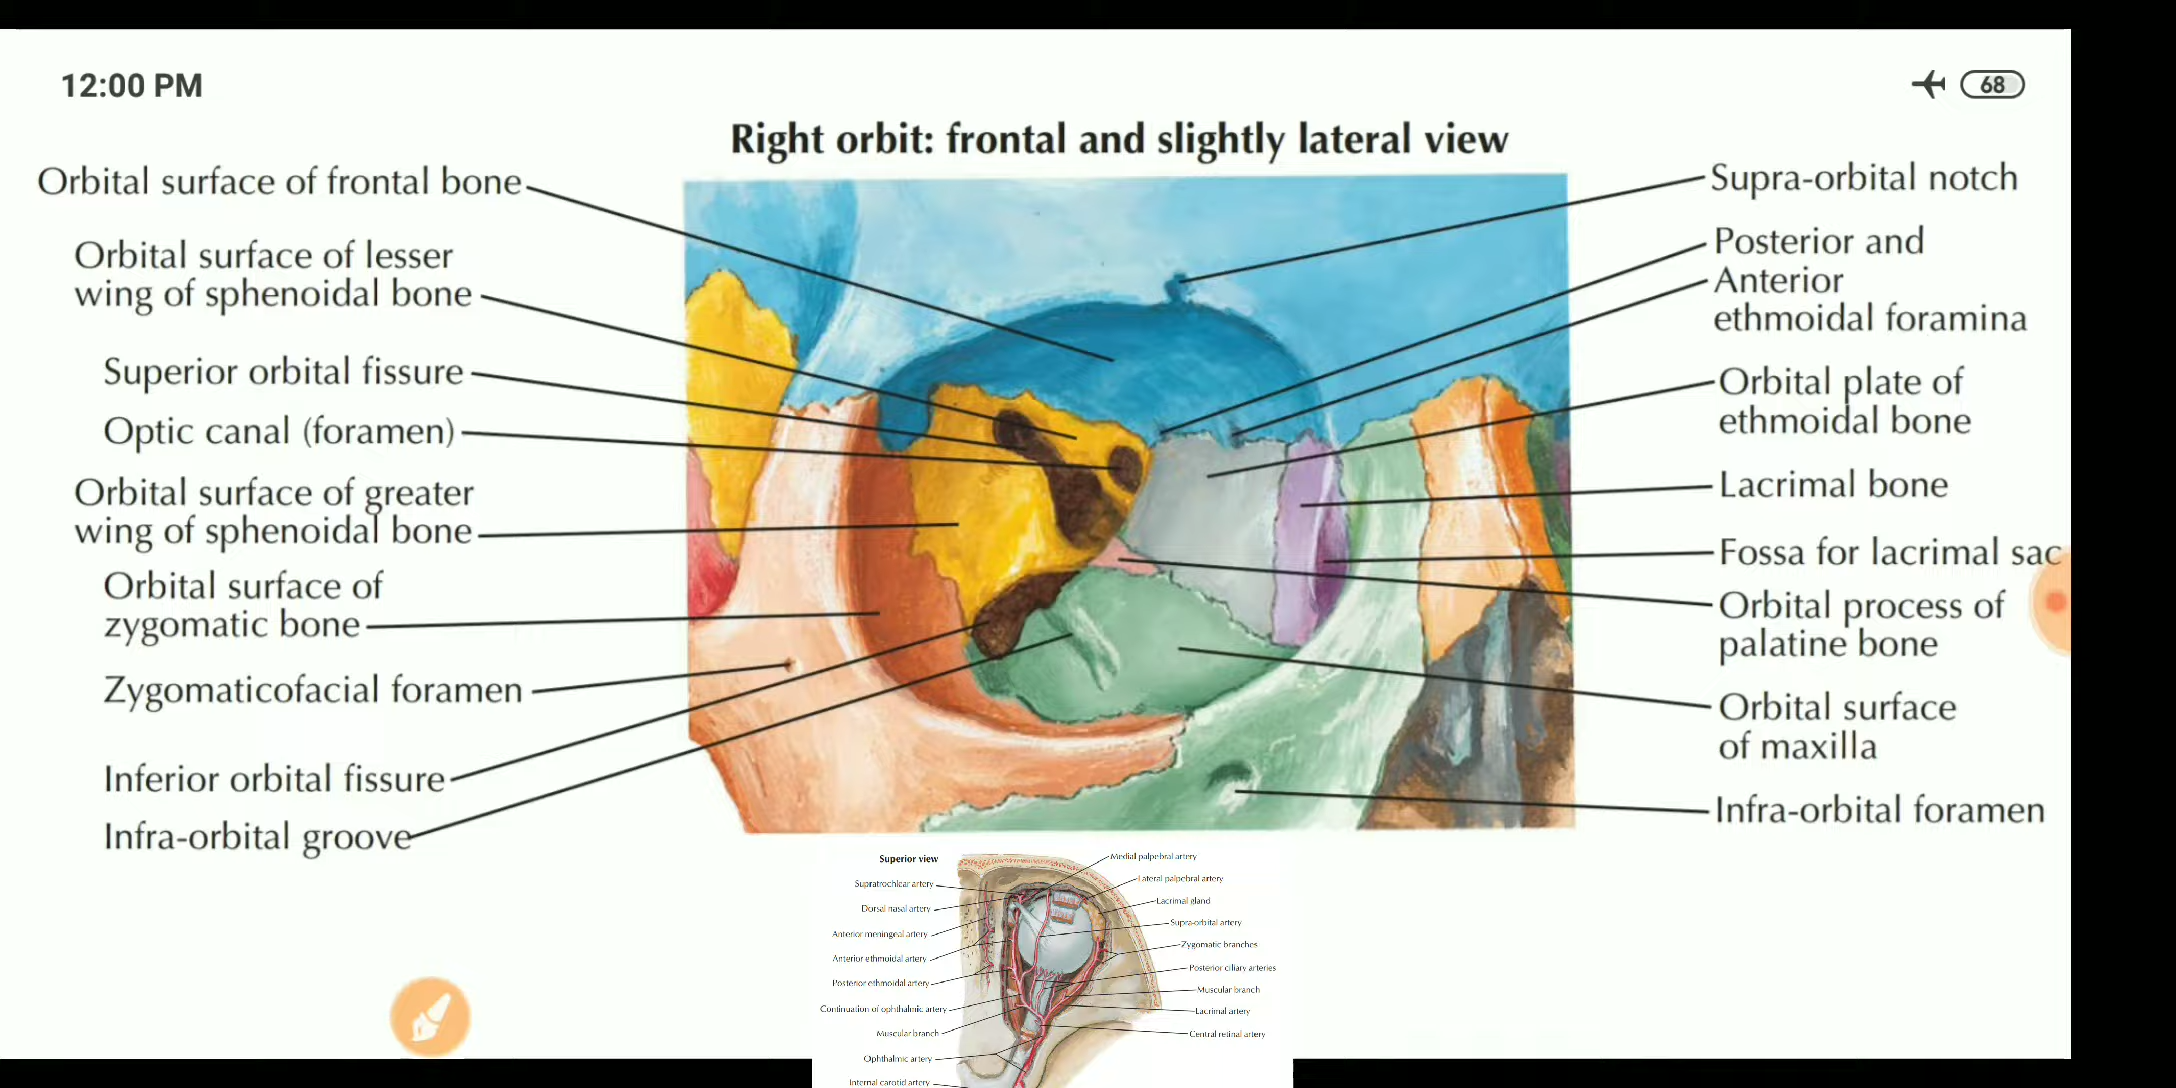 12:00 PM
68
Right orbit: frontal and slightly lateral view
Orbital surface of frontal bone
Orbital surface of lesser
wing of sphenoidal bone
Superior orbital fissure
Optic canal (foramen)
Orbital surface of greater
wing of sphenoidal bone
Orbital surface of
zygomatic bone
Zygomaticofacial foramen
Inferior orbital fissure
Infra-orbital groove
Supra-orbital notch
Posterior and
Anterior
ethmoidal foramina
Orbital plate of
ethmoidal bone
Lacrimal bone
Fossa for lacrimal sac
Orbital process of
palatine bone
Orbital surface
of maxilla
Infra-orbital foramen
Superior view
Supratrochlear artery
Dorsal nasal artery
Anterior meningeal artery
Anterior ethmoidal artery
Posterior ethmoidal artery
Continuation of ophthalmic artery
Muscular branch
Ophthalmic artery
Internal carotid artery
Medial palpebral artery
Lateral palpebral artery
Lacrimal gland
Supra-orbital artery
Zygomatic branches
Posterior ciliary arteries
Muscular branch
Lacrimal artery
Central retinal artery